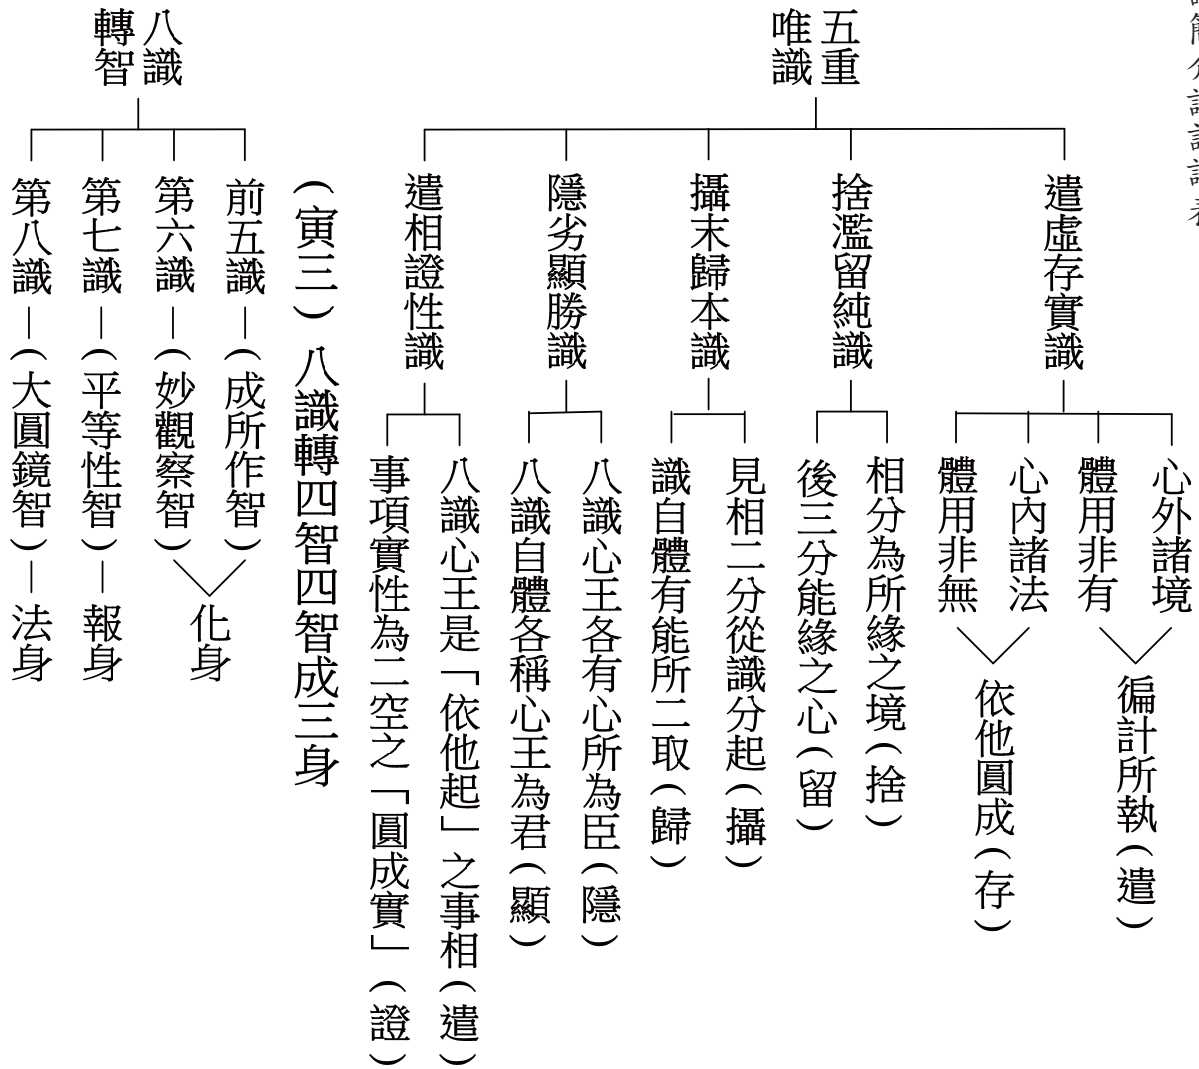 五重
唯識
遣虛存實識
心外諸境
體用非有
徧計所執(遣)
心內諸法
體用非無
依他圓成(存)
捨濫留純識
相分為所緣之境(捨)
後三分能緣之心(留)
攝末歸本識
見相二分從識分起(攝)
識自體有能所二取(歸)
隱劣顯勝識
八識心王各有心所為臣(隱)
八識自體各稱心王為君(顯)
遣相證性識
八識心王是「依他起」之事相(遣)
事項實性為二空之「圓成實」(證)
(寅三)八識轉四智四智成三身
八識
轉智
前五識—(成所作智)
第六識—(妙觀察智)
化身
第七識—(平等性智)—報身
第八識—(大圓鏡智)—法身